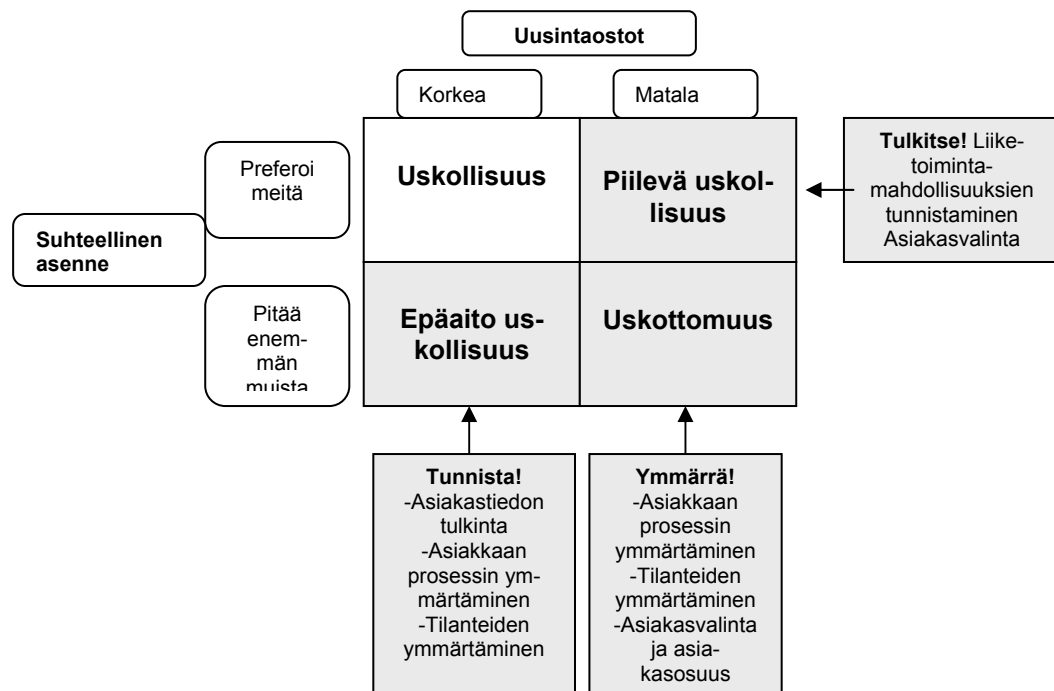 Uusintaostot
Korkea
Matala
Preferoi
meitä
Uskollisuus
Piilevä uskol-
lisuus
Tulkitse! Liike-
toiminta-
mahdollisuuksien
tunnistaminen
Asiakasvalinta
Suhteellinen
asenne
Pitää
enem-
män
muista
Epäaito us-
kollisuus
Uskottomuus
Tunnista!
-Asiakastiedon
tulkinta
-Asiakkaan
prosessin ym-
märtäminen
-Tilanteiden
ymmärtäminen
Ymmärrä!
-Asiakkaan
prosessin
ymmärtäminen
-Tilanteiden
ymmärtäminen
-Asiakasvalinta
ja asia-
kasosuus